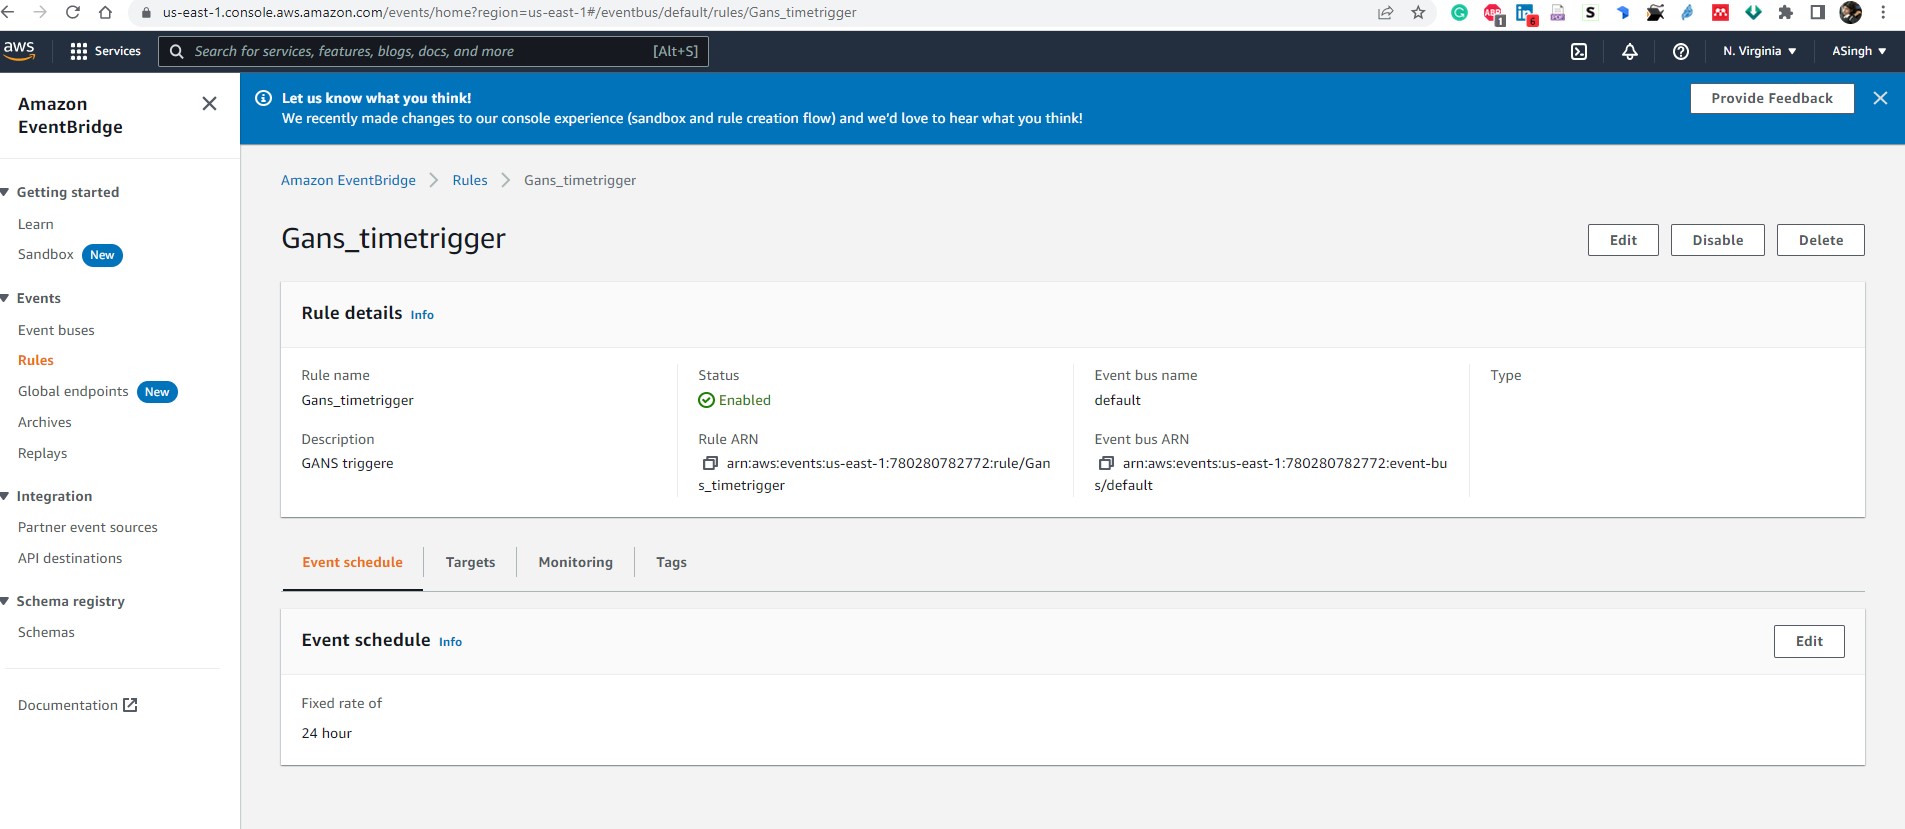 us-east-1.console.aws.amazon.com/events/home?region=us-east-1#/eventbus/default/rules/Gans_timetrigger
aws
Services
Search for services, features, blogs, docs, and more
[Alt+S]
N. Virginia
ASingh
Amazon
EventBridge
Getting started
Learn
Sandbox New
Events
Event buses
Rules
Global endpoints New
Archives
Replays
Integration
Partner event sources
API destinations
Schema registry
Schemas
Documentation
Let us know what you think!
We recently made changes to our console experience (sandbox and rule creation flow) and we'd love to hear what you think!
Provide Feedback
Amazon EventBridge
Rules
Gans_timetrigger
Gans_timetrigger
Edit
Disable
Delete
Rule details Info
Rule name
Gans_timetrigger
Description
GANS triggere
Status
Enabled
Rule ARN
arn:aws:events:us-east-1:780280782772:rule/Gan
s_timetrigger
Event bus name
default
Event bus ARN
arn:aws:events:us-east-1:780280782772:event-bu
s/default
Type
Event schedule
Targets
Monitoring
Tags
Event schedule Info
Edit
Fixed rate of
24 hour